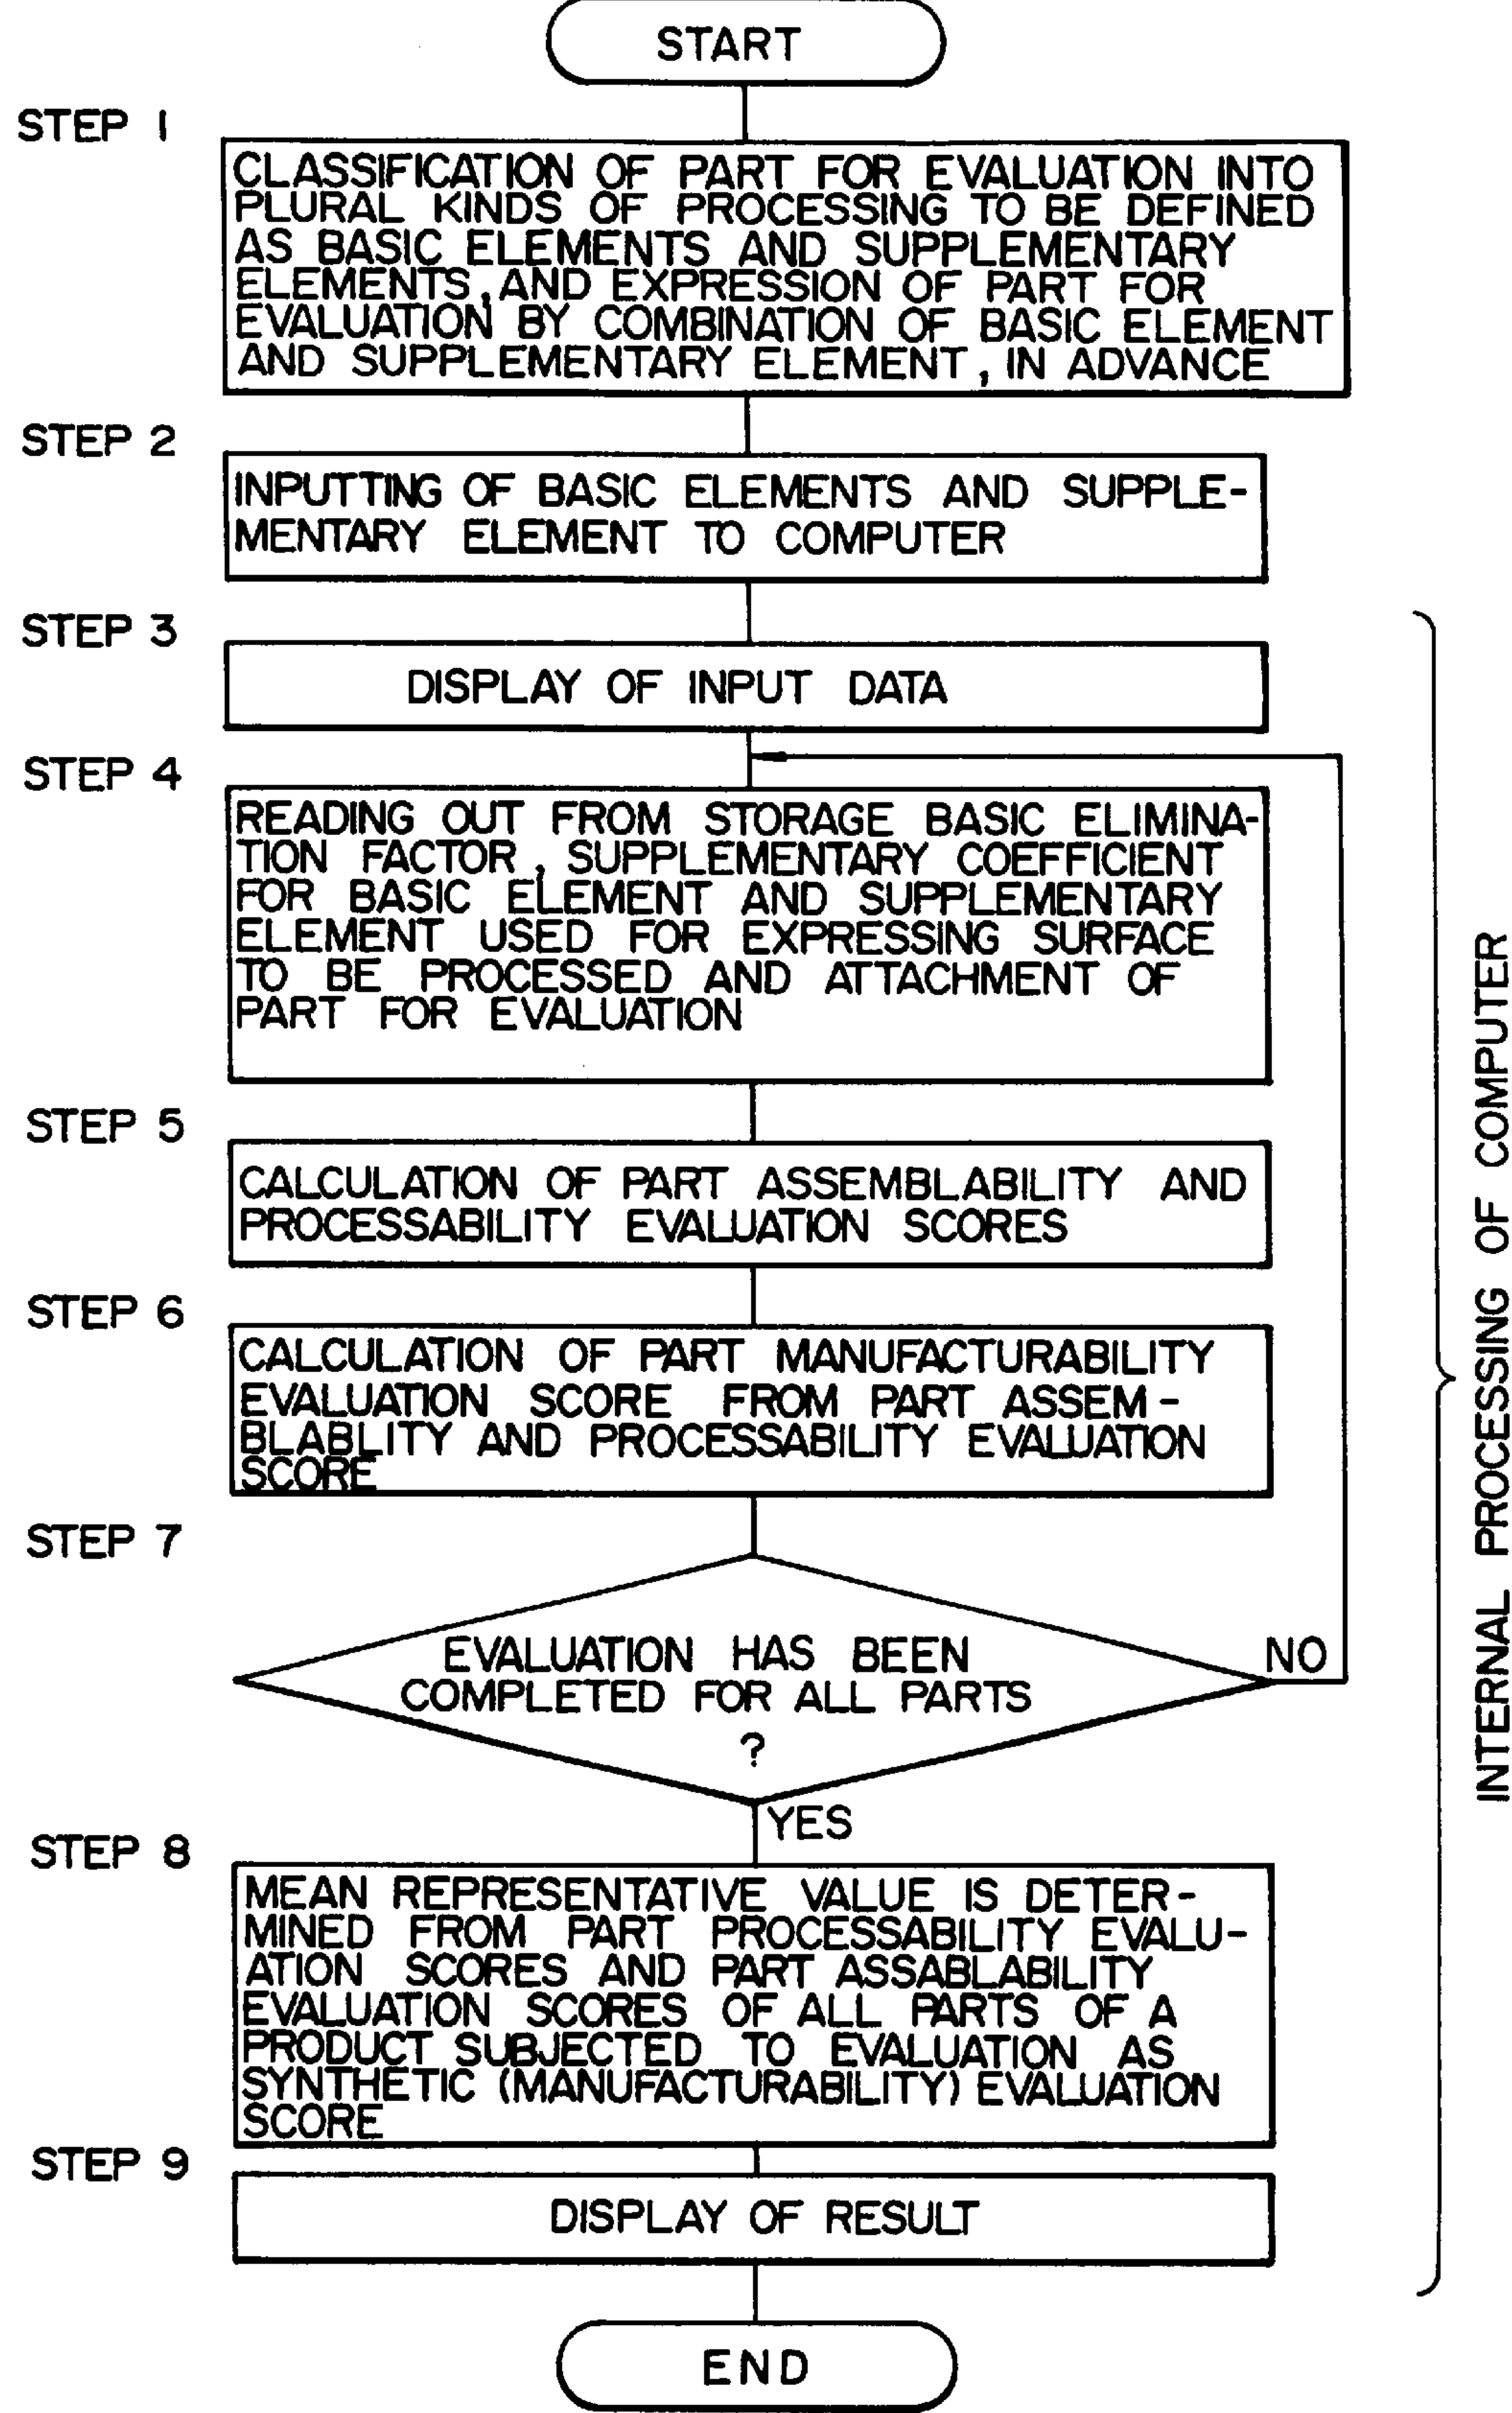 START
STEP 1
CLASSIFICATION OF PART FOR EVALUATION INTO
PLURAL KINDS OF PROCESSING TO BE DEFINED
AS BASIC ELEMENTS AND SUPPLEMENTARY
ELEMENTS, AND EXPRESSION OF PART FOR
EVALUATION BY COMBINATION OF BASIC ELEMENT
AND SUPPLEMENTARY ELEMENT, IN ADVANCE
STEP 2
INPUTTING OF BASIC ELEMENTS AND SUPPLE-
MENTARY ELEMENT TO COMPUTER
STEP 3
DISPLAY OF INPUT DATA
STEP 4
READING OUT FROM STORAGE BASIC ELIMINA-
TION FACTOR, SUPPLEMENTARY COEFFICIENT
FOR BASIC ELEMENT AND SUPPLEMENTARY
ELEMENT USED FOR EXPRESSING SURFACE
TO BE PROCESSED AND ATTACHMENT OF
PART FOR EVALUATION
STEP 5
CALCULATION OF PART ASSEMBLABILITY AND
PROCESSABILITY EVALUATION SCORES
STEP 6
CALCULATION OF PART MANUFACTURABILITY
EVALUATION SCORE FROM PART ASSEM-
BLABLITY AND PROCESSABILITY EVALUATION
SCORE
STEP 7
EVALUATION HAS BEEN
COMPLETED FOR ALL PARTS
?
NO
YES
STEP 8
MEAN REPRESENTATIVE VALUE IS DETER-
MINED FROM PART PROCESSABILITY EVALU-
ATION SCORES AND PART ASSABLABILITY
EVALUATION SCORES OF ALL PARTS OF A
PRODUCT SUBJECTED TO EVALUATION AS
SYNTHETIC (MANUFACTURABILITY) EVALUATION
SCORE
STEP 9
DISPLAY OF RESULT
END
INTERNAL PROCESSING OF COMPUTER